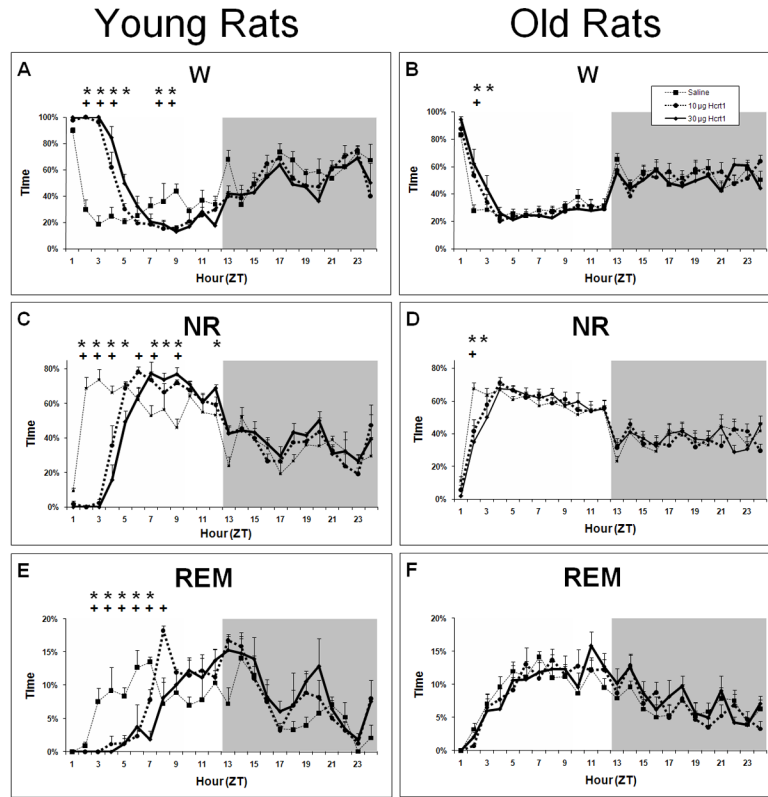 Young Rats
Old Rats
A
W
* * * *
* *
+ + +
+ +
100%
80%
60%
40%
20%
0%
Time
1 3 5 7 9 11 13 15 17 19 21 23
Hour (ZT)
B
W
* *
+
Saline
10 µg Hcrt1
30 µg Hcrt1
100%
80%
60%
40%
20%
0%
Time
1 3 5 7 9 11 13 15 17 19 21 23
Hour (ZT)
C
NR
* * * *
* * *
*
+ + +
+ + +
80%
60%
40%
20%
0%
Time
1 3 5 7 9 11 13 15 17 19 21 23
Hour (ZT)
D
NR
* *
+
80%
60%
40%
20%
0%
Time
1 3 5 7 9 11 13 15 17 19 21 23
Hour (ZT)
E
REM
* * * * *
+ + + + + +
20%
15%
10%
5%
0%
Time
1 3 5 7 9 11 13 15 17 19 21 23
Hour (ZT)
F
REM
20%
15%
10%
5%
0%
Time
1 3 5 7 9 11 13 15 17 19 21 23
Hour (ZT)